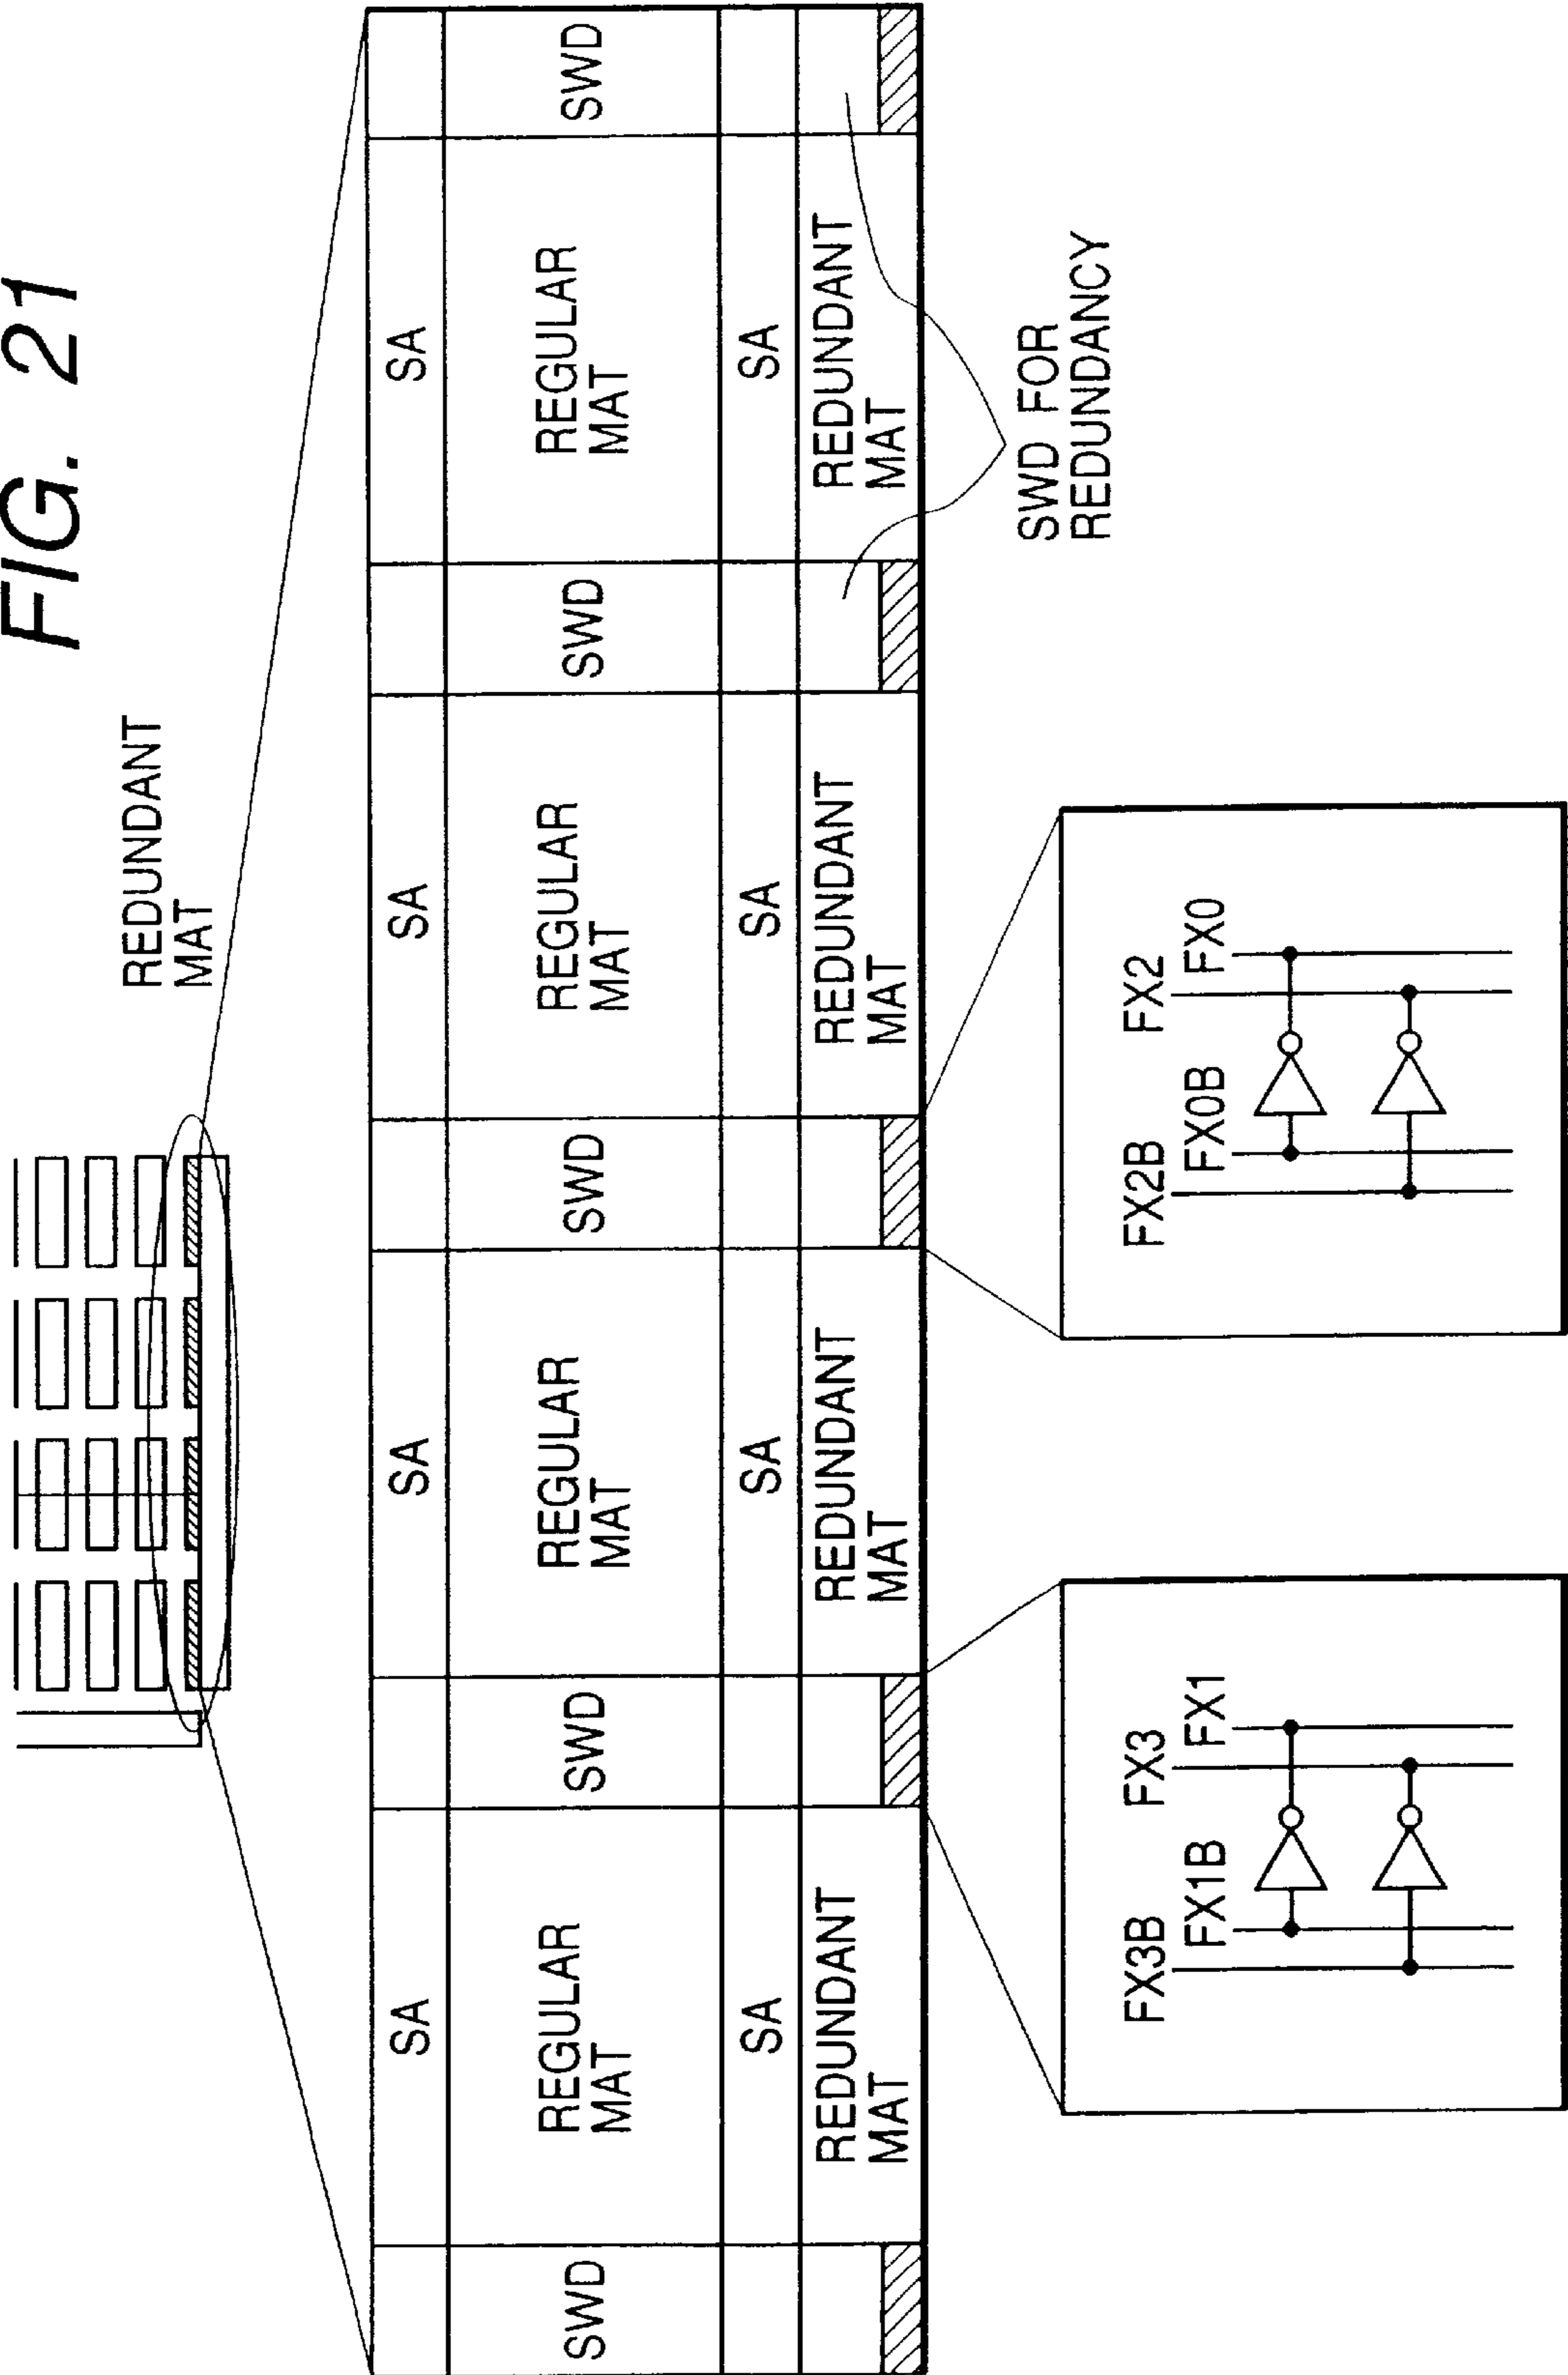 FIG. 21
REDUNDANT
MAT
SA
SA
SA
SA
SWD
REGULAR
MAT
SWD
REGULAR
MAT
SWD
REGULAR
MAT
SWD
REGULAR
MAT
SWD
SA
SA
SA
SA
REDUNDANT
MAT
REDUNDANT
MAT
REDUNDANT
MAT
REDUNDANT
MAT
SWD FOR
REDUNDANCY
FX3B FX3
FX1B FX1
FX2B FX2
FX0B FX0